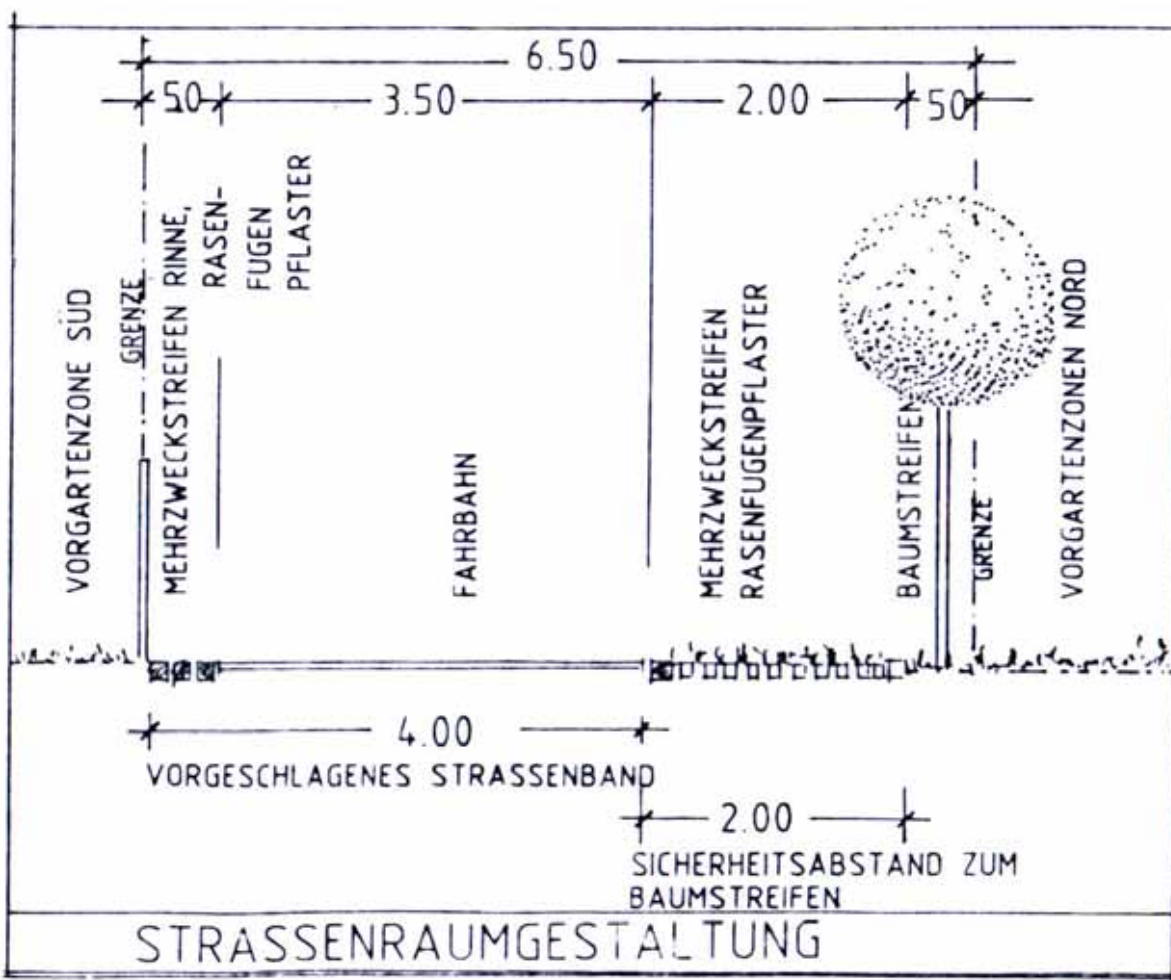 6.50
50 3.50 2.00 50
VORGARTENZONE SÜD
GRENZE
MEHRZWECKSTREIFEN RINNE,
RASEN-
FUGEN
PFLASTER
FAHRBAHN
MEHRZWECKSTREIFEN
RASENFUGENPFLASTER
BAUMSTREIFEN
GRENZE
VORGARTENZONEN NORD
4.00
VORGESCHLAGENES STRASSENBAND
2.00
SICHERHEITSABSTAND ZUM
BAUMSTREIFEN
STRASSENRAUMGESTALTUNG